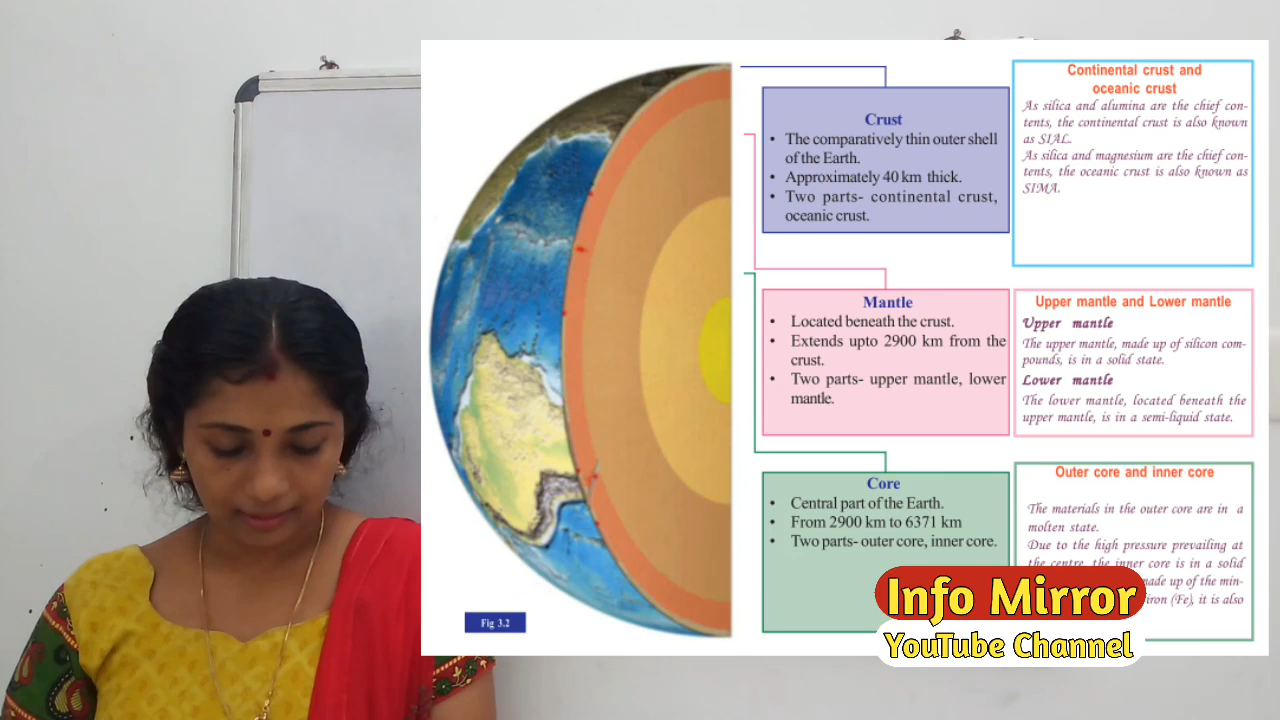 Crust
• The comparatively thin outer shell
of the Earth.
• Approximately 40 km thick.
• Two parts- continental crust,
oceanic crust.
Continental crust and
oceanic crust
As silica and alumina are the chief con-
tents, the continental crust is also known
as SIAL.
As silica and magnesium are the chief con-
tents, the oceanic crust is also known as
SIMA.
Mantle
• Located beneath the crust.
• Extends upto 2900 km from the
crust.
• Two parts- upper mantle, lower
mantle.
Upper mantle and Lower mantle
Upper mantle
The upper mantle, made up of silicon com-
pounds, is in a solid state.
Lower mantle
The lower mantle, located beneath the
upper mantle, is in a semi-liquid state.
Core
• Central part of the Earth.
• From 2900 km to 6371 km
• Two parts- outer core, inner core.
Outer core and inner core
The materials in the outer core are in a
molten state.
Due to the high pressure prevailing at
the centre, the inner core is in a solid
made up of the min-
iron (Fe), it is also
Fig 3.2
Info Mirror
YouTube Channel